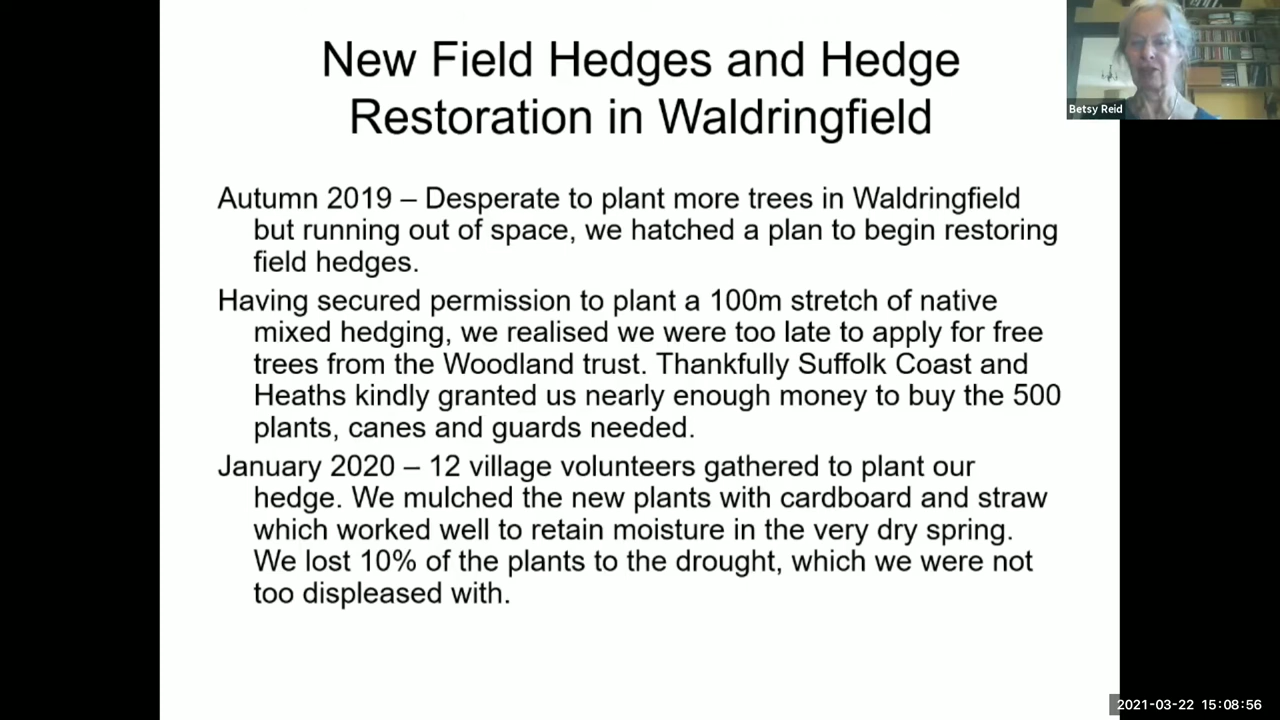 New Field Hedges and Hedge
Restoration in Waldringfield
Betsy Reid
Autumn 2019 – Desperate to plant more trees in Waldringfield
but running out of space, we hatched a plan to begin restoring
field hedges.
Having secured permission to plant a 100m stretch of native
mixed hedging, we realised we were too late to apply for free
trees from the Woodland trust. Thankfully Suffolk Coast and
Heaths kindly granted us nearly enough money to buy the 500
plants, canes and guards needed.
January 2020 – 12 village volunteers gathered to plant our
hedge. We mulched the new plants with cardboard and straw
which worked well to retain moisture in the very dry spring.
We lost 10% of the plants to the drought, which we were not
too displeased with.
2021-03-22 15:08:56